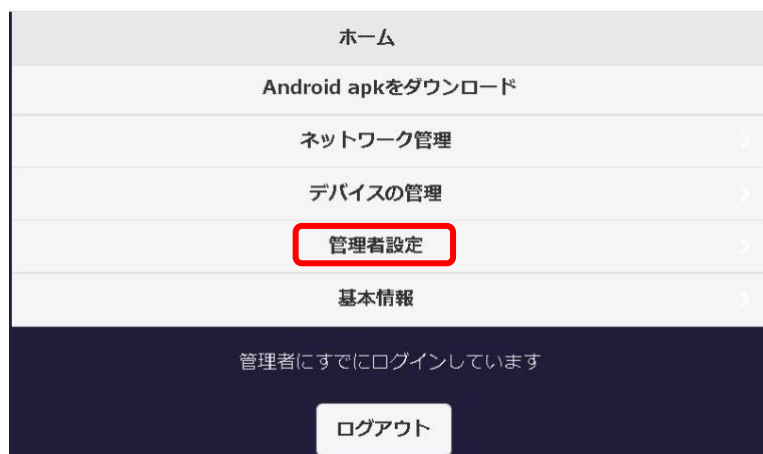 ホーム
Android apkをダウンロード
ネットワーク管理
デバイスの管理
管理者設定
基本情報
管理者にすでにログインしています
ログアウト